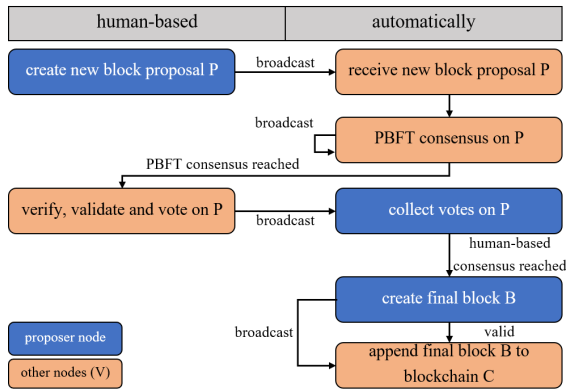 human-based
automatically
create new block proposal P
broadcast
receive new block proposal P
broadcast
PBFT consensus on P
PBFT consensus reached
verify, validate and vote on P
broadcast
collect votes on P
human-based
consensus reached
create final block B
broadcast
valid
append final block B to
blockchain C
proposer node
other nodes (V)